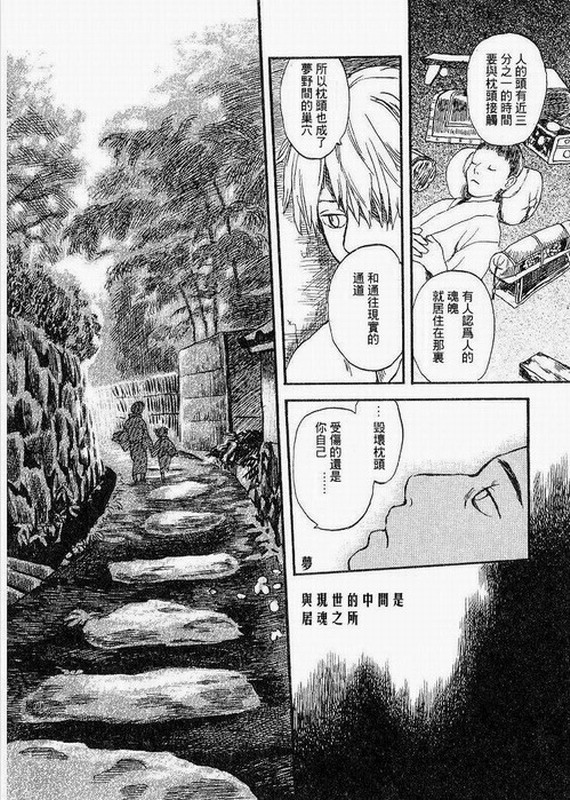 人的頭有近三
分之一的時間
要與枕頭接觸
有人認爲人的
魂魄
就居住在那裏
所以枕頭也成了
夢野間的巢穴
和通往現實的
通道
…毀壞枕頭
受傷的還是
你自己……
夢
與現世的中間是
居魂之所